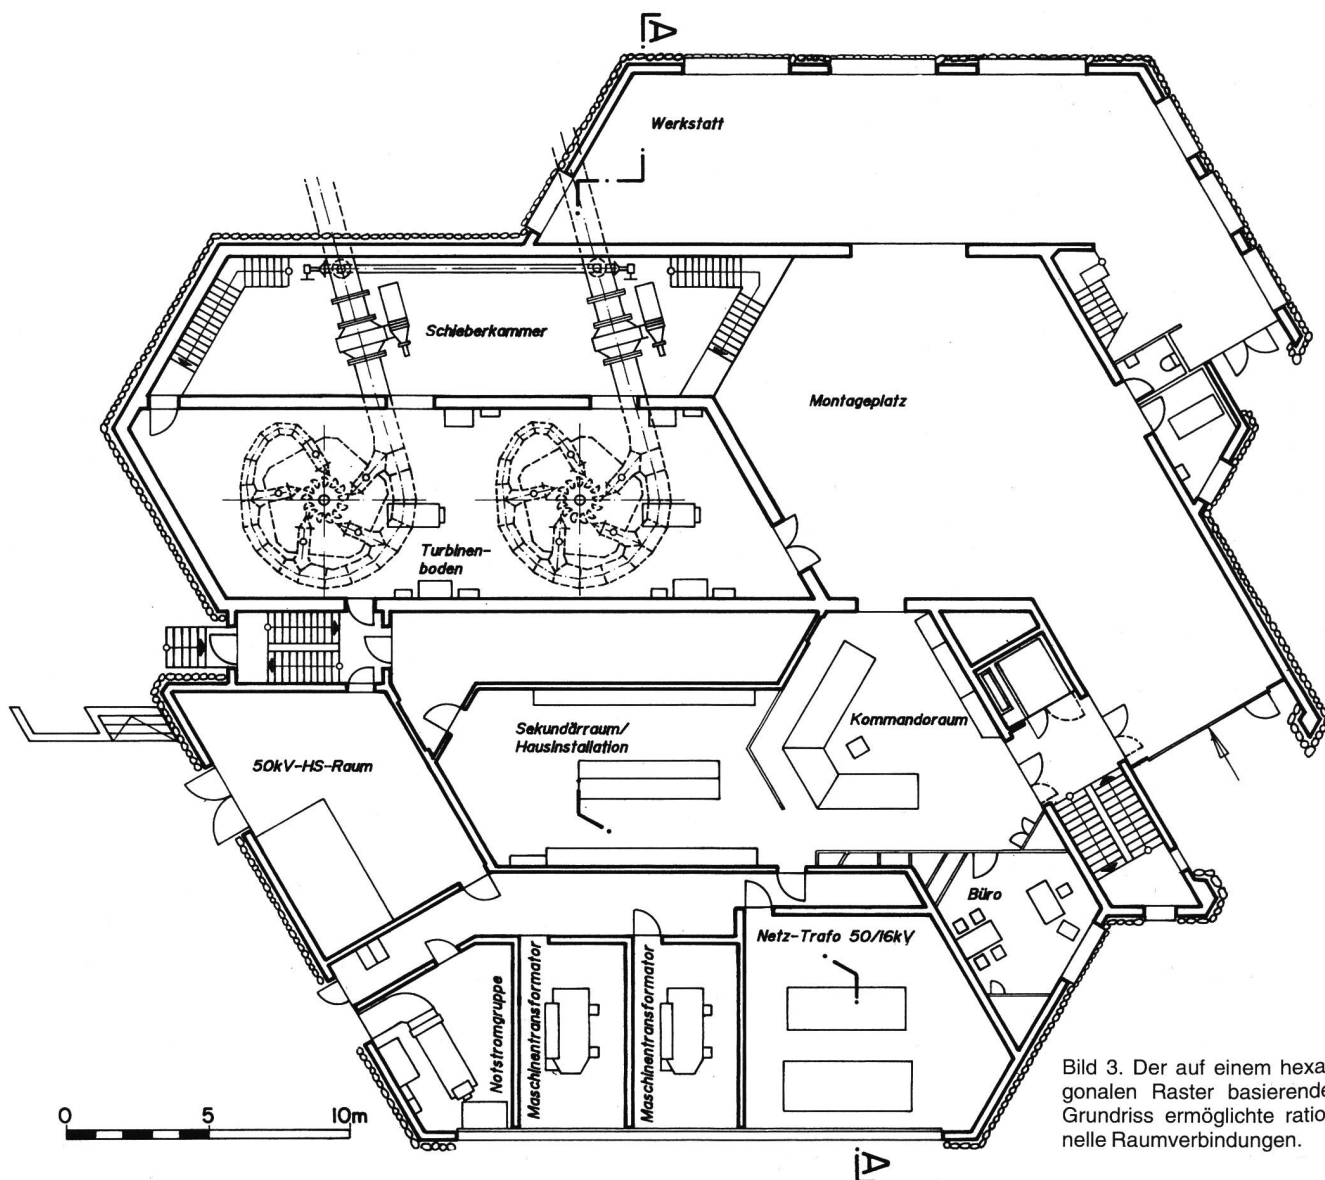 A
Werkstatt
Schieberkammer
Montageplatz
Turbinen-
boden
Sekundärraum/
Hausinstallation
Kommandoraum
50kV-HS-Raum
Büro
Netz-Trafo 50/16kV
Notstromgruppe
Maschinentransformator
Maschinentransformator
0 5 10m
Bild 3. Der auf einem hexa-
gonalen Raster basierende
Grundriss ermöglichte ratio-
nelle Raumverbindungen.
A